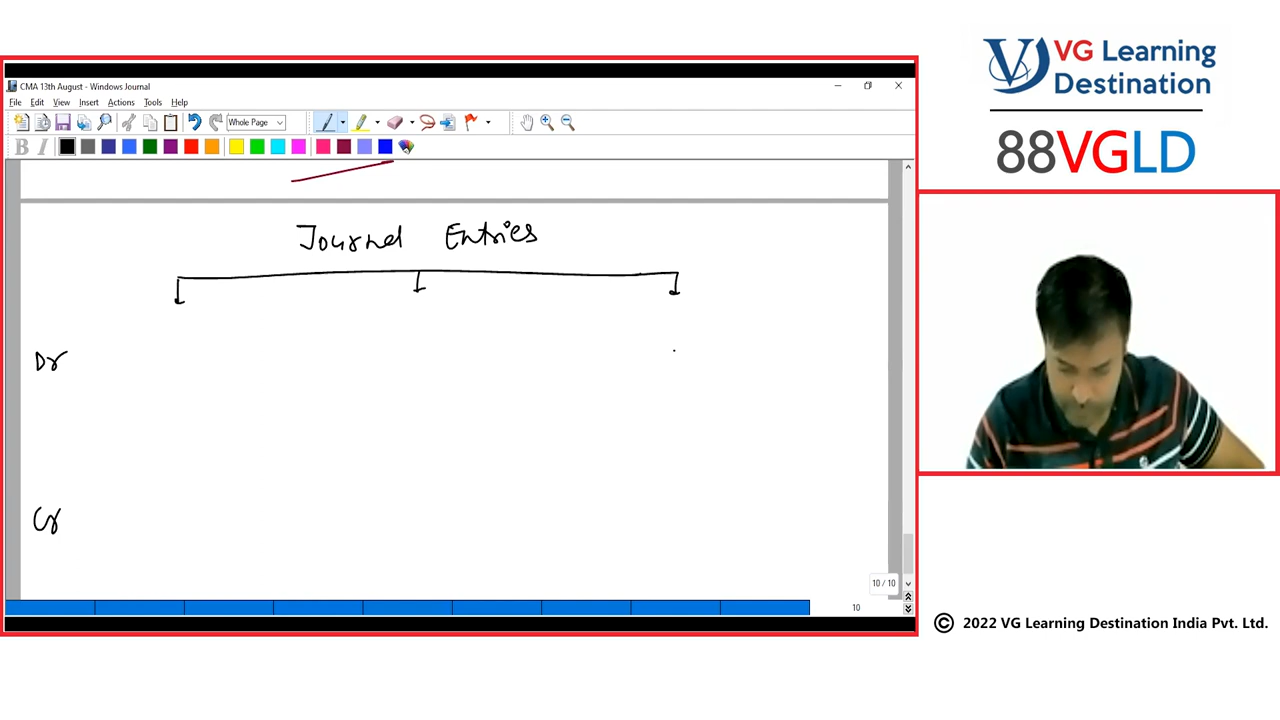 VG Learning
Destination
88VGLD
CMA 13th August - Windows Journal
File Edit View Insert Actions Tools Help
Whole Page
B I
Journal Entries
Dr
Cr
10 / 10
10
© 2022 VG Learning Destination India Pvt. Ltd.